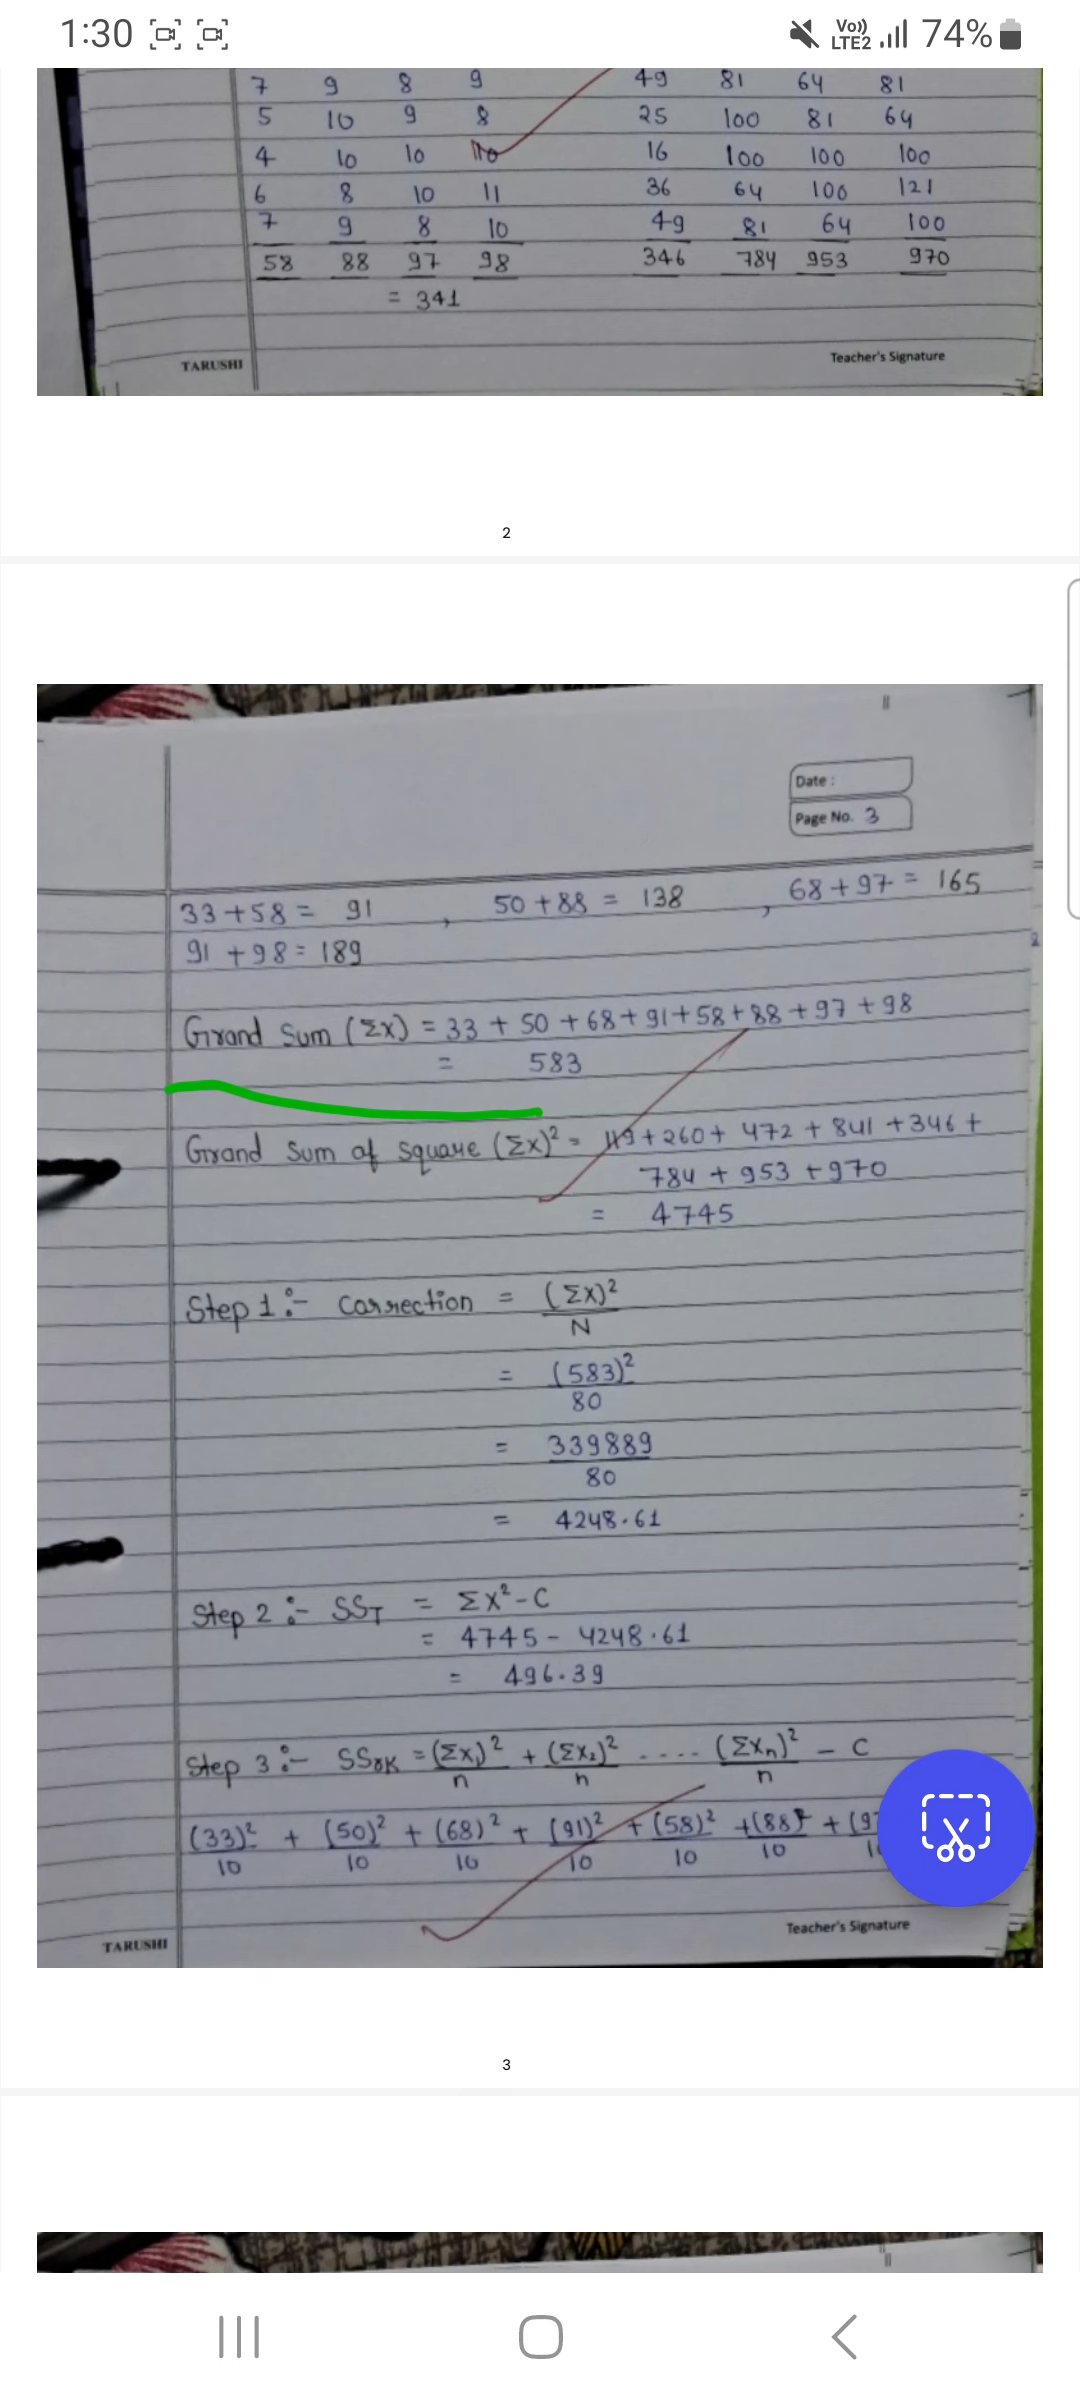 1:30 Vo)) LTE2 74%
7 9 8 9 49 81 64 81
5 10 9 8 25 100 81 64
4 10 10 10 16 100 100 100
6 8 10 11 36 64 100 121
7 9 8 10 49 81 64 100
58 88 97 98 346 784 953 970
= 341
TARUSHI Teacher's Signature
2
Date :
Page No. 3
33 + 58 = 91 , 50 + 88 = 138 , 68 + 97 = 165
91 + 98 = 189
Grand Sum (Σx) = 33 + 50 + 68 + 91 + 58 + 88 + 97 + 98
= 583
Grand Sum of square (Σx)² = 119 + 260 + 472 + 841 + 346 +
784 + 953 + 970
= 4745
Step 1 :- Correction = (Σx)²
N
= (583)²
80
= 339889
80
= 4248.61
Step 2 :- SST = Σx² - C
= 4745 - 4248.61
= 496.39
Step 3 :- SS = (Σx₁)² + (Σx₂)² .... (Σxn)² - C
n n n
(33)² + (50)² + (68)² + (91)² + (58)² + (88)² + (9
10 10 10 10 10 10 1
TARUSHI Teacher's Signature
3